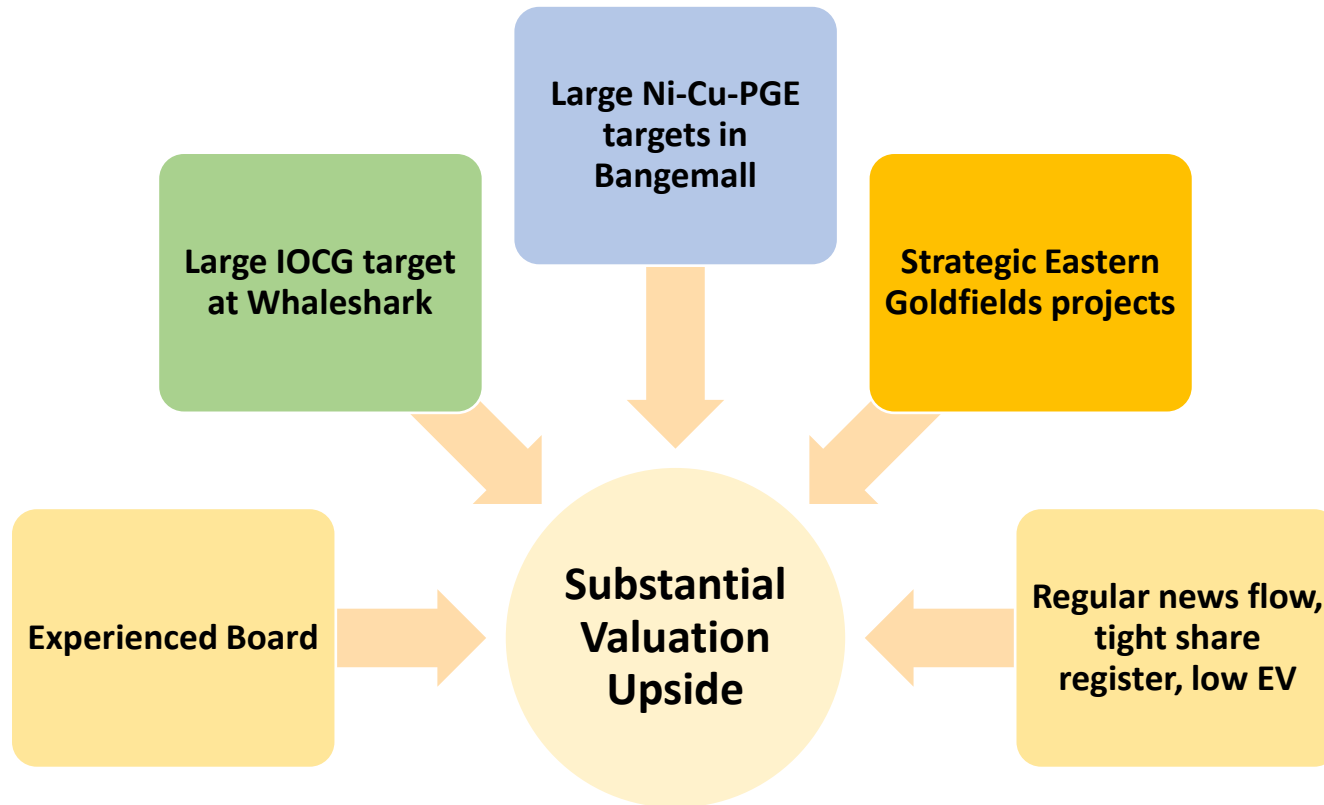 Large Ni-Cu-PGE
targets in
Bangemall
Large IOCG target
at Whaleshark
Strategic Eastern
Goldfields projects
Experienced Board
Substantial
Valuation
Upside
Regular news flow,
tight share
register, low EV